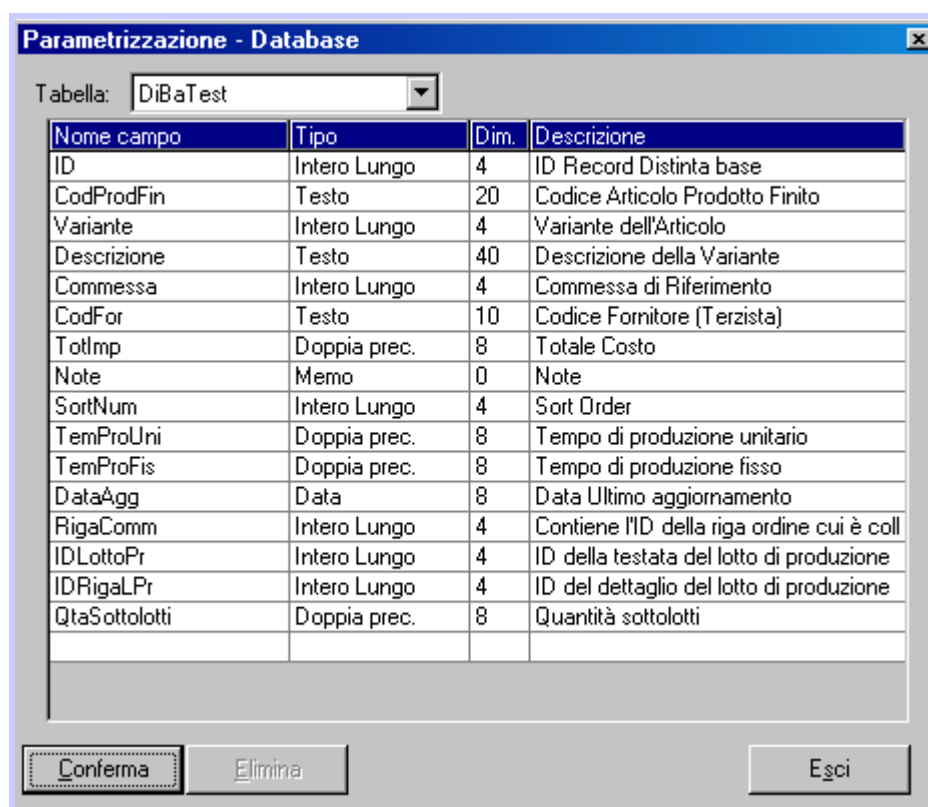 Parametrizzazione - Database
Tabella: DiBaTest
Nome campo Tipo Dim. Descrizione
ID Intero Lungo 4 ID Record Distinta base
CodProdFin Testo 20 Codice Articolo Prodotto Finito
Variante Intero Lungo 4 Variante dell'Articolo
Descrizione Testo 40 Descrizione della Variante
Commessa Intero Lungo 4 Commessa di Riferimento
CodFor Testo 10 Codice Fornitore (Terzista)
TotImp Doppia prec. 8 Totale Costo
Note Memo 0 Note
SortNum Intero Lungo 4 Sort Order
TemProUni Doppia prec. 8 Tempo di produzione unitario
TemProFis Doppia prec. 8 Tempo di produzione fisso
DataAgg Data 8 Data Ultimo aggiornamento
RigaComm Intero Lungo 4 Contiene l'ID della riga ordine cui è coll
IDLottoPr Intero Lungo 4 ID della testata del lotto di produzione
IDRigaLPr Intero Lungo 4 ID del dettaglio del lotto di produzione
QtaSottolotti Doppia prec. 8 Quantità sottolotti
Conferma Elimina Esci